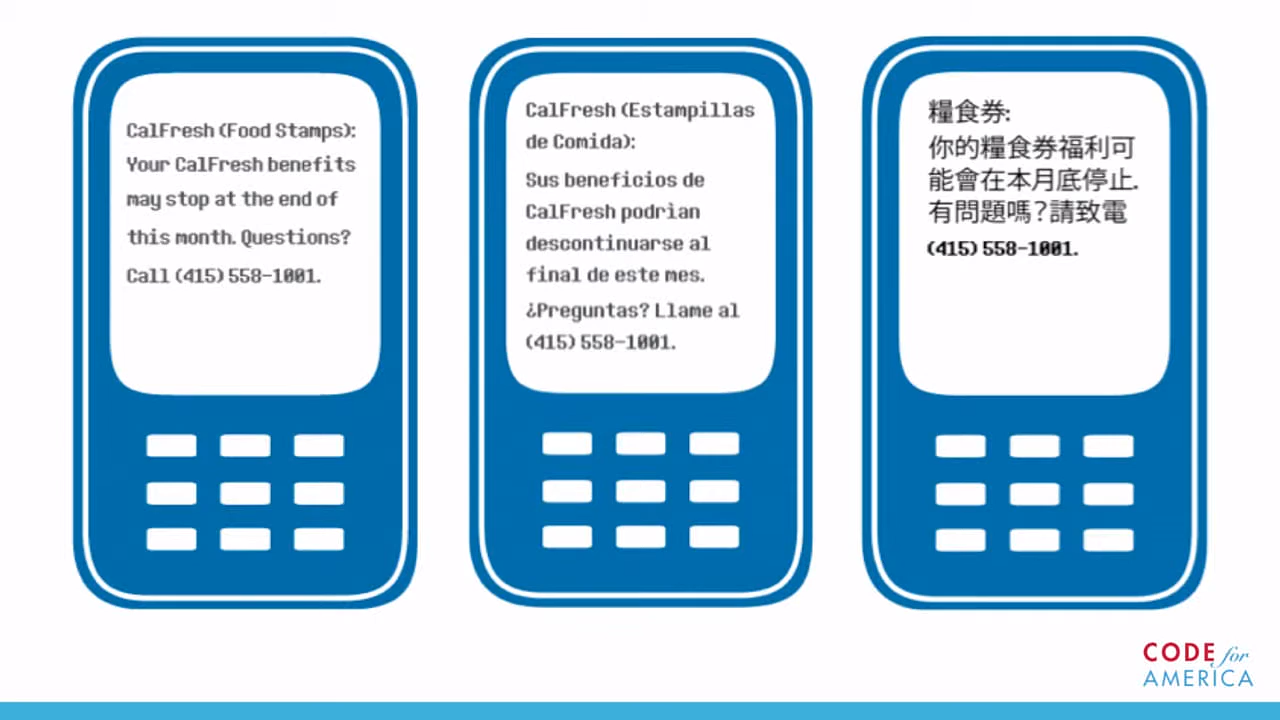 CalFresh (Food Stamps):
Your CalFresh benefits
may stop at the end of
this month. Questions?
Call (415) 558-1001.
CalFresh (Estampillas
de Comida):
Sus beneficios de
CalFresh podrìan
descontinuarse al
final de este mes.
¿Preguntas? Llame al
(415) 558-1001.
糧食券:
你的糧食券福利可
能會在本月底停止.
有問題嗎?請致電
(415) 558-1001.
CODE for
AMERICA